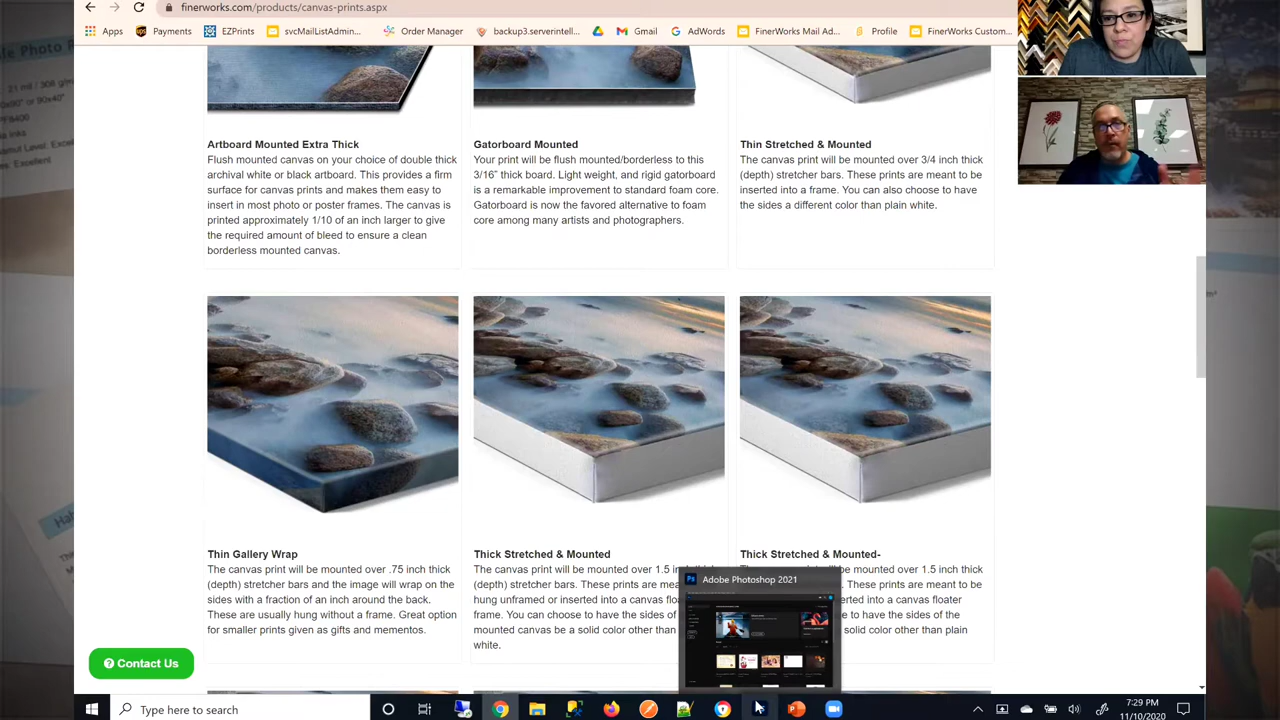 finerworks.com/products/canvas-prints.aspx
Apps
Payments
EZPrints
svcMailListAdmin...
Order Manager
backup3.serverintell...
Gmail
AdWords
FinerWorks Mail Ad...
Profile
FinerWorks Custom...
Artboard Mounted Extra Thick
Flush mounted canvas on your choice of double thick
archival white or black artboard. This provides a firm
surface for canvas prints and makes them easy to
insert in most photo or poster frames. The canvas is
printed approximately 1/10 of an inch larger to give
the required amount of bleed to ensure a clean
borderless mounted canvas.
Gatorboard Mounted
Your print will be flush mounted/borderless to this
3/16" thick board. Light weight, and rigid gatorboard
is a remarkable improvement to standard foam core.
Gatorboard is now the favored alternative to foam
core among many artists and photographers.
Thin Stretched & Mounted
The canvas print will be mounted over 3/4 inch thick
(depth) stretcher bars. These prints are meant to be
inserted into a frame. You can also choose to have
the sides a different color than plain white.
Thin Gallery Wrap
The canvas print will be mounted over .75 inch thick
(depth) stretcher bars and the image will wrap on the
sides with a fraction of an inch around the back.
These are usually hung without a frame. Great option
for smaller prints given as gifts and mementos.
Thick Stretched & Mounted
The canvas print will be mounted over 1.5
(depth) stretcher bars. These prints are
hung unframed or inserted into a canvas
frame. You can choose to have the sides of
mounted canvas be a solid color other than
white.
Thick Stretched & Mounted-
mounted over 1.5 inch thick
These prints are meant to be
into a canvas floater
to have the sides of the
solid color other than plain
Adobe Photoshop 2021
Contact Us
Type here to search
7:29 PM
11/10/2020